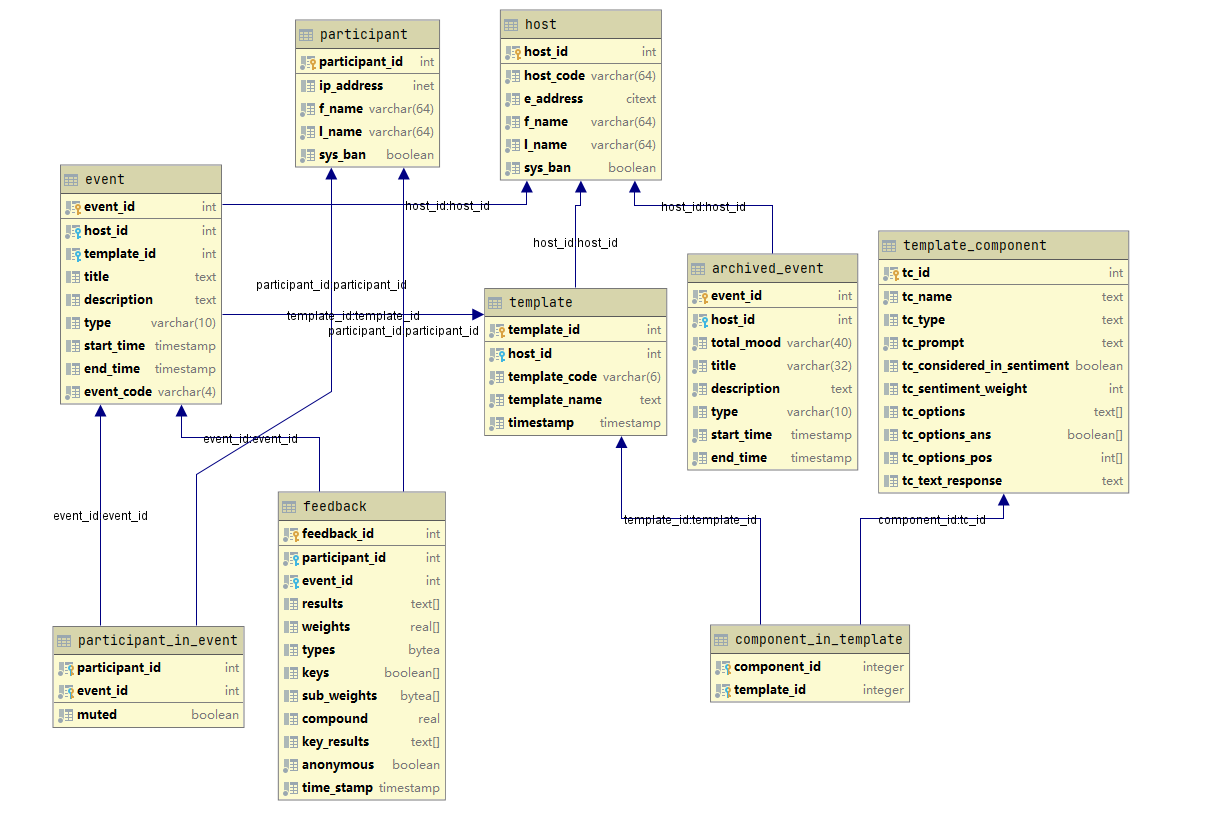 participant
participant_id int
ip_address inet
f_name varchar(64)
l_name varchar(64)
sys_ban boolean
host
host_id int
host_code varchar(64)
e_address citext
f_name varchar(64)
l_name varchar(64)
sys_ban boolean
event
event_id int
host_id int
template_id int
title text
description text
type varchar(10)
start_time timestamp
end_time timestamp
event_code varchar(4)
host_id:host_id
host_id:host_id
host_id:host_id
participant_id:participant_id
template_id:template_id
participant_id:participant_id
template
template_id int
host_id int
template_code varchar(6)
template_name text
timestamp timestamp
archived_event
event_id int
host_id int
total_mood varchar(40)
title varchar(32)
description text
type varchar(10)
start_time timestamp
end_time timestamp
template_component
tc_id int
tc_name text
tc_type text
tc_prompt text
tc_considered_in_sentiment boolean
tc_sentiment_weight int
tc_options text[]
tc_options_ans boolean[]
tc_options_pos int[]
tc_text_response text
event_id:event_id
event_id:event_id
template_id:template_id
component_id:tc_id
feedback
feedback_id int
participant_id int
event_id int
results text[]
weights real[]
types bytea
keys boolean[]
sub_weights bytea[]
compound real
key_results text[]
anonymous boolean
time_stamp timestamp
participant_in_event
participant_id int
event_id int
muted boolean
component_in_template
component_id integer
template_id integer